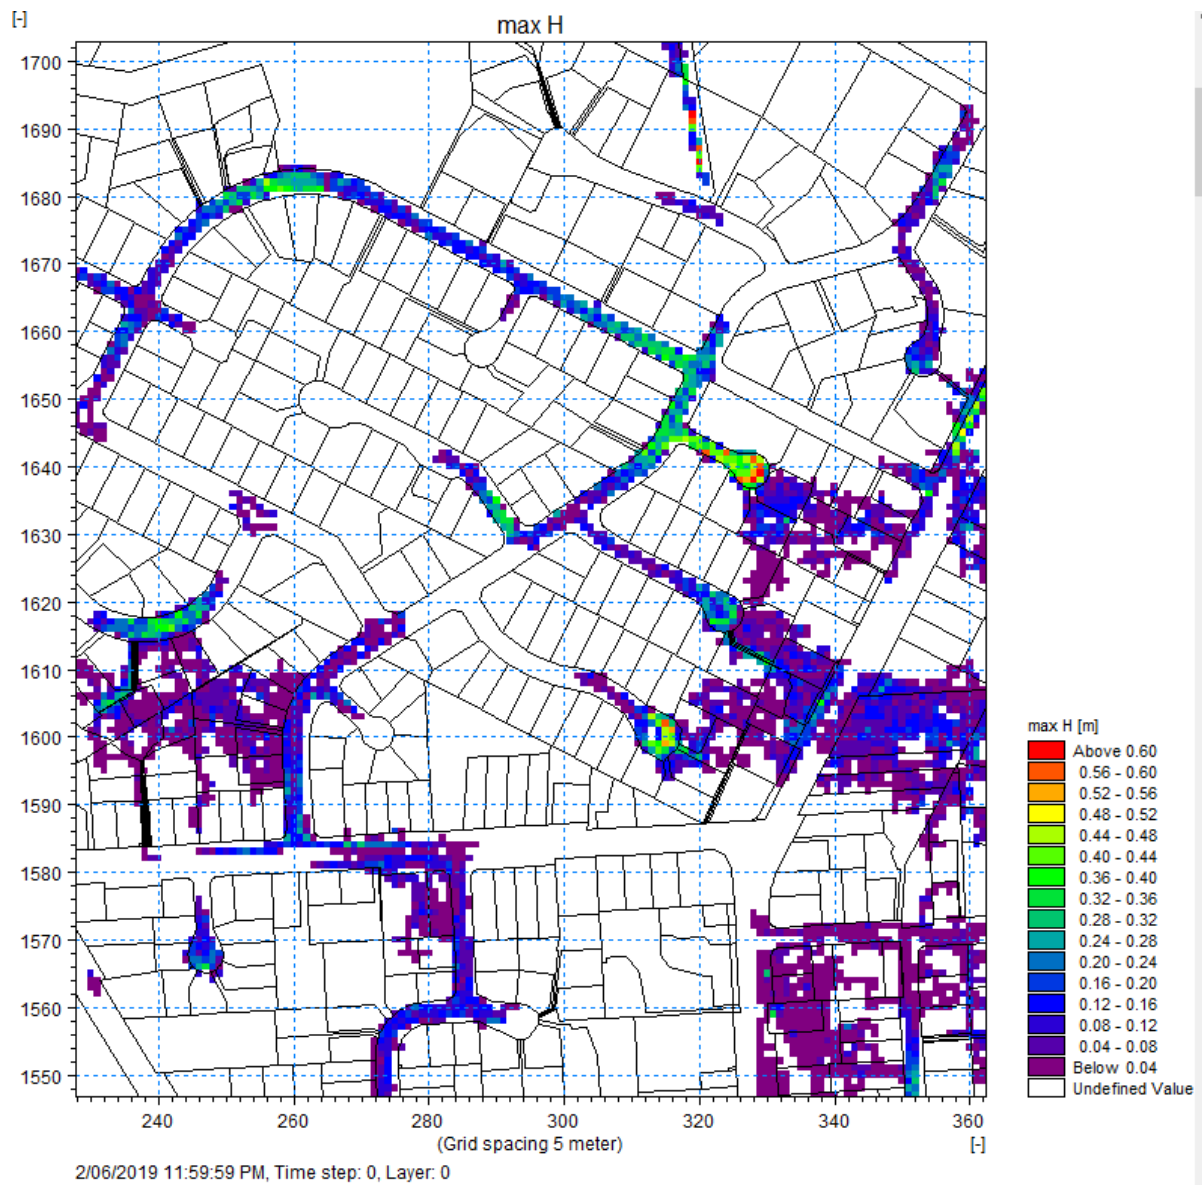 [-]
max H
1700
1690
1680
1670
1660
1650
1640
1630
1620
1610
1600
1590
1580
1570
1560
1550
240 260 280 300 320 340 360
(Grid spacing 5 meter) [-]
2/06/2019 11:59:59 PM, Time step: 0, Layer: 0
max H [m]
Above 0.60
0.56 - 0.60
0.52 - 0.56
0.48 - 0.52
0.44 - 0.48
0.40 - 0.44
0.36 - 0.40
0.32 - 0.36
0.28 - 0.32
0.24 - 0.28
0.20 - 0.24
0.16 - 0.20
0.12 - 0.16
0.08 - 0.12
0.04 - 0.08
Below 0.04
Undefined Value